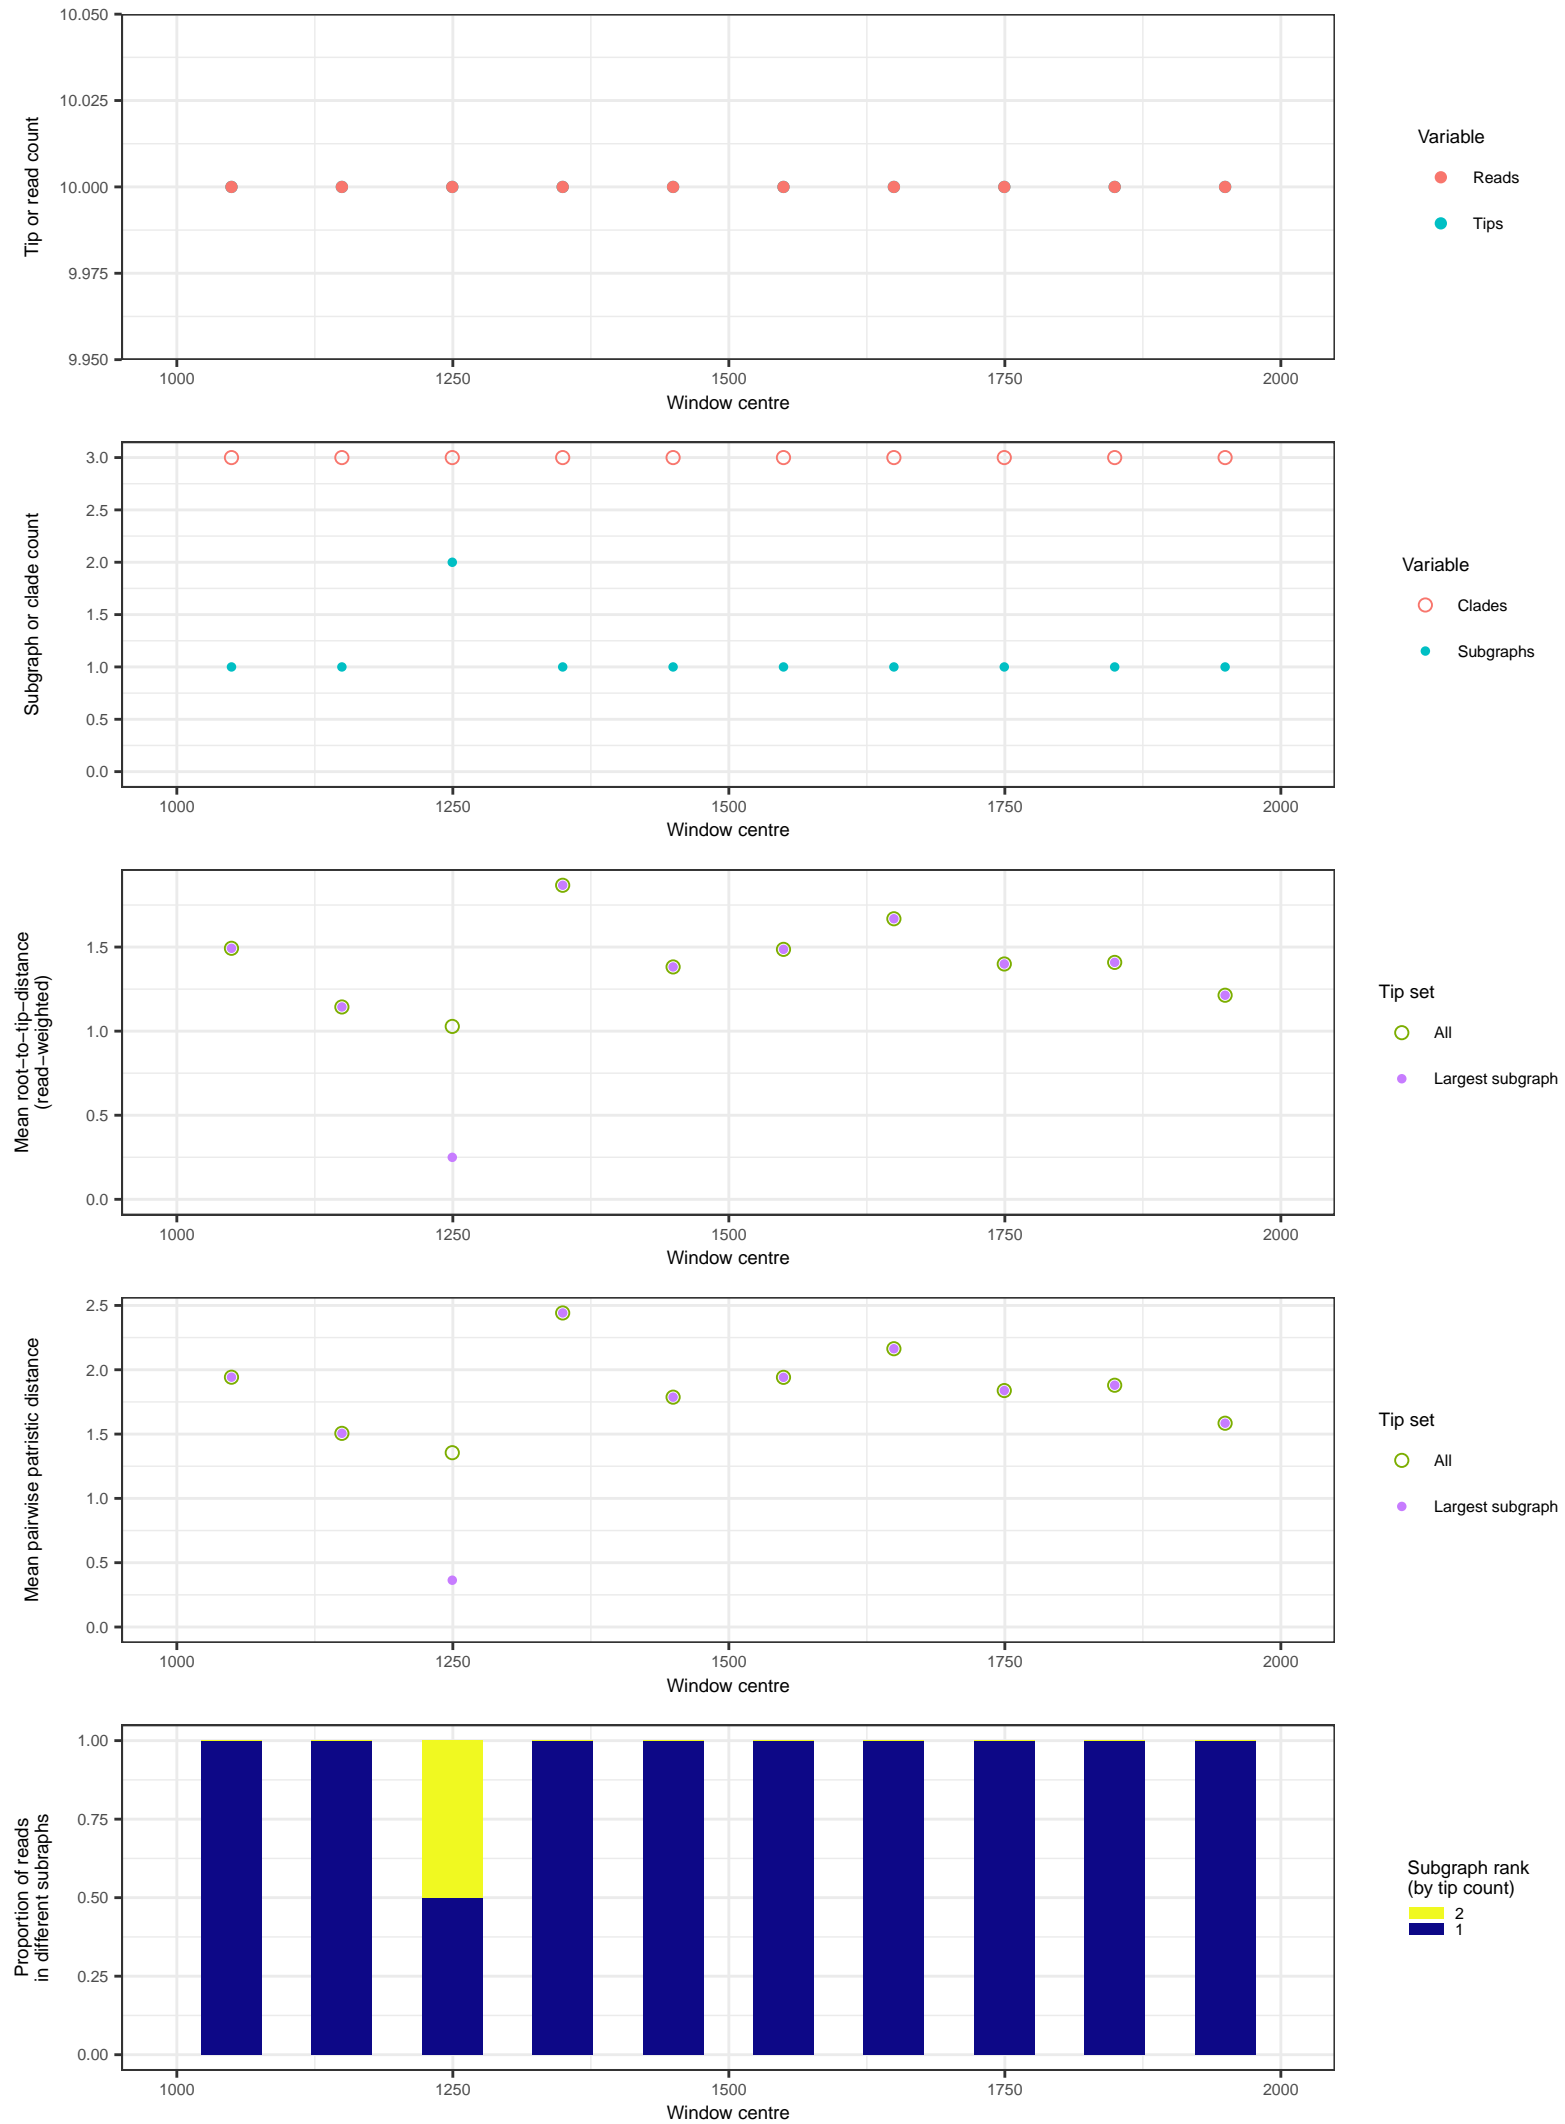 10.050
10.025
10.000
9.975
9.950
Tip or read count
1000 1250 1500 1750 2000
Window centre
Variable
Reads
Tips
3.0
2.5
2.0
1.5
1.0
0.5
0.0
Subgraph or clade count
1000 1250 1500 1750 2000
Window centre
Variable
Clades
Subgraphs
1.5
1.0
0.5
0.0
Mean root−to−tip−distance
(read−weighted)
1000 1250 1500 1750 2000
Window centre
Tip set
All
Largest subgraph
2.5
2.0
1.5
1.0
0.5
0.0
Mean pairwise patristic distance
1000 1250 1500 1750 2000
Window centre
Tip set
All
Largest subgraph
1.00
0.75
0.50
0.25
0.00
Proportion of reads
in different subraphs
1000 1250 1500 1750 2000
Window centre
Subgraph rank
(by tip count)
2
1